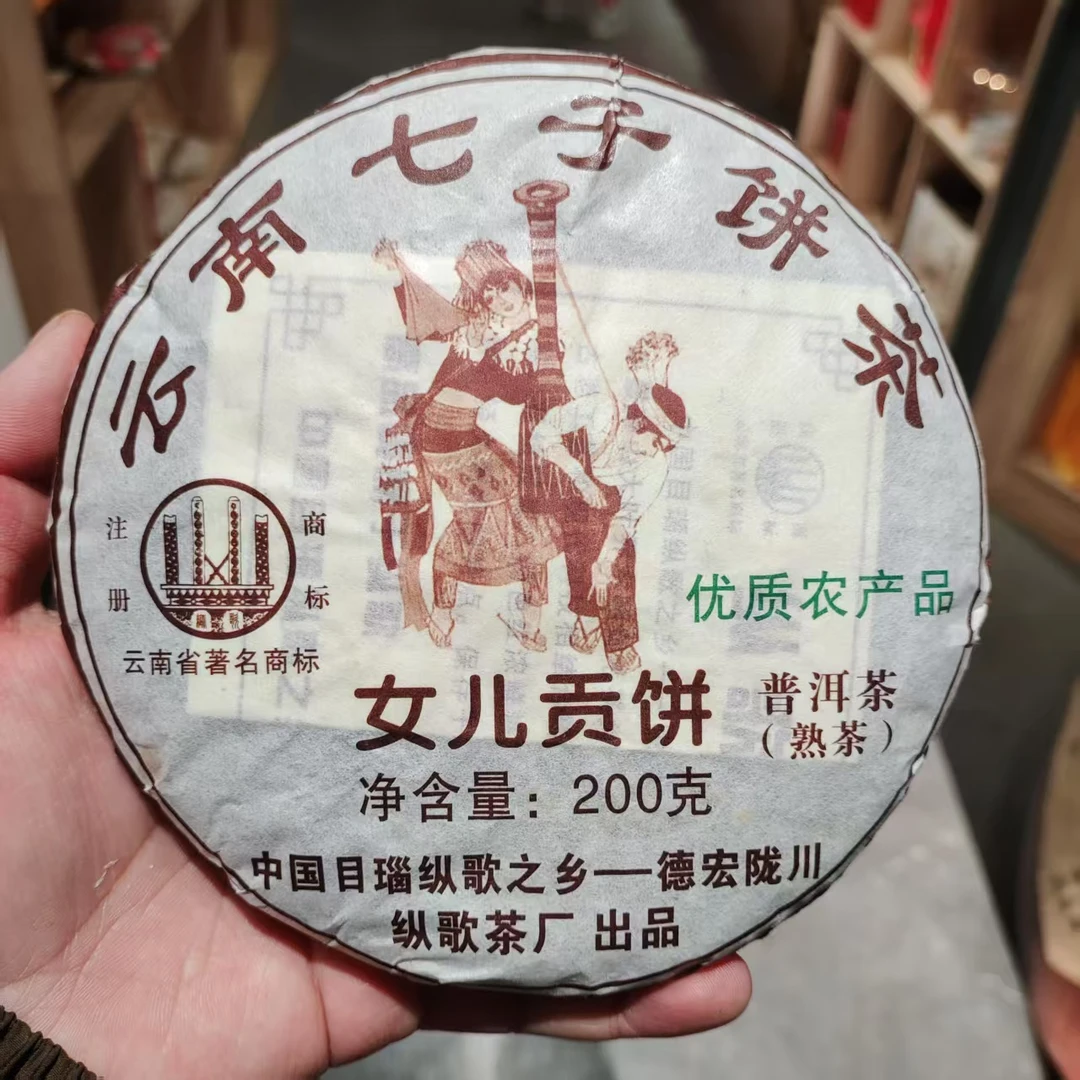 云南七子饼茶
注册
商标
云南省著名商标
优质农产品
女儿贡饼
普洱茶
(熟茶)
净含量：200克
中国目瑙纵歌之乡——德宏陇川
纵歌茶厂 出品